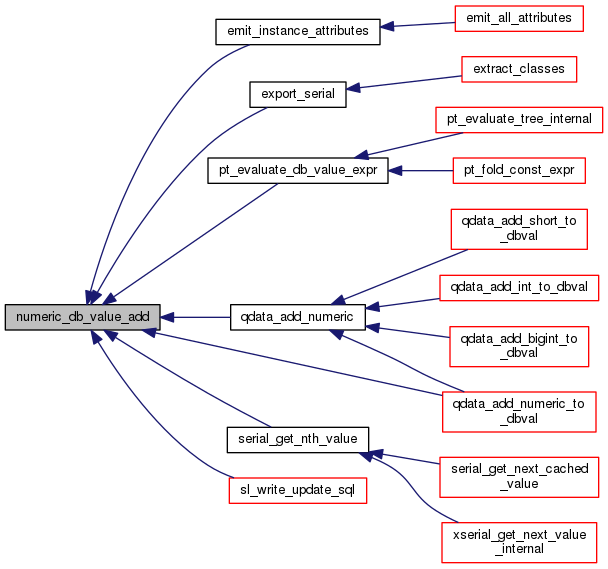 emit_all_attributes
emit_instance_attributes
extract_classes
export_serial
pt_evaluate_tree_internal
pt_evaluate_db_value_expr
pt_fold_const_expr
qdata_add_short_to
_dbval
qdata_add_int_to_dbval
numeric_db_value_add
qdata_add_numeric
qdata_add_bigint_to
_dbval
qdata_add_numeric_to
_dbval
serial_get_nth_value
serial_get_next_cached
_value
sl_write_update_sql
xserial_get_next_value
_internal